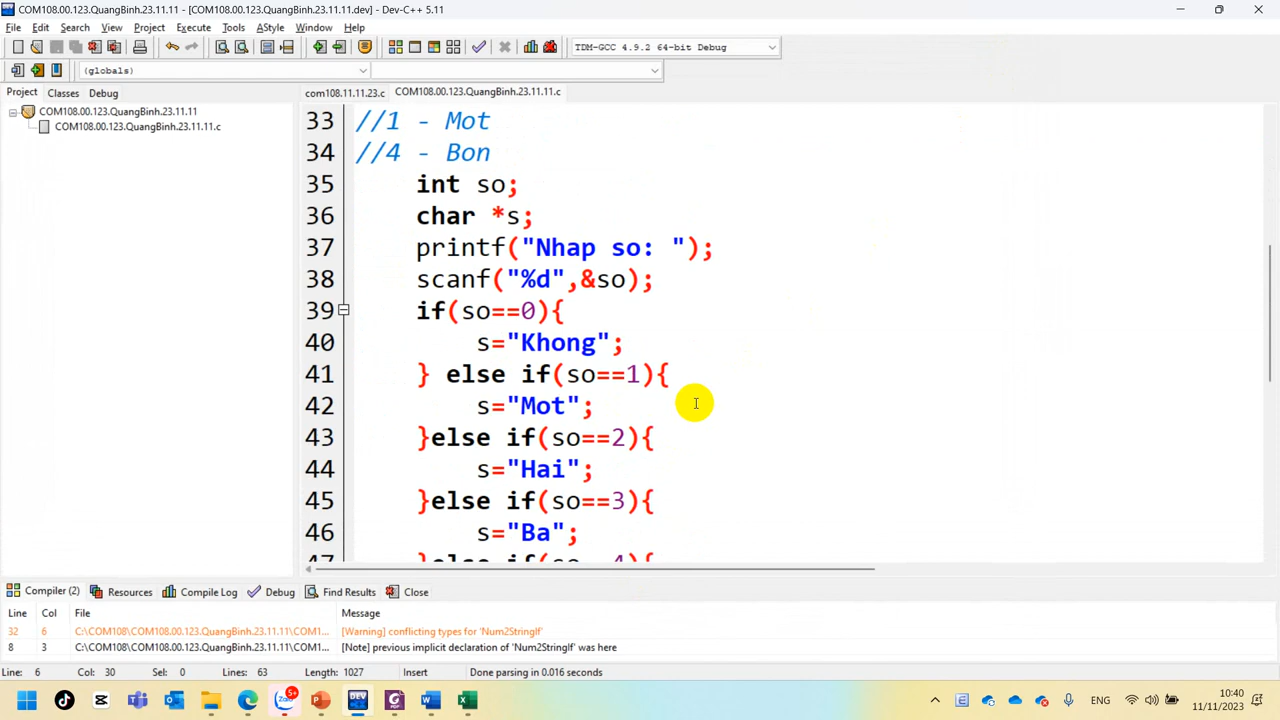 COM108.00.123.QuangBinh.23.11.11 - [COM108.00.123.QuangBinh.23.11.11.dev] - Dev-C++ 5.11
File Edit Search View Project Execute Tools AStyle Window Help
TDM-GCC 4.9.2 64-bit Debug
(globals)
Project Classes Debug
com108.11.11.23.c COM108.00.123.QuangBinh.23.11.11.c
COM108.00.123.QuangBinh.23.11.11
COM108.00.123.QuangBinh.23.11.11.c
33 //1 - Mot
34 //4 - Bon
35 int so;
36 char *s;
37 printf("Nhap so: ");
38 scanf("%d",&so);
39 if(so==0){
40 s="Khong";
41 } else if(so==1){
42 s="Mot";
43 }else if(so==2){
44 s="Hai";
45 }else if(so==3){
46 s="Ba";
47 }else if(so==4){
Compiler (2) Resources Compile Log Debug Find Results Close
Line Col File Message
32 6 C:\COM108\COM108.00.123.QuangBinh.23.11.11\COM1... [Warning] conflicting types for 'Num2StringIf'
8 3 C:\COM108\COM108.00.123.QuangBinh.23.11.11\COM1... [Note] previous implicit declaration of 'Num2StringIf' was here
Line: 6 Col: 30 Sel: 0 Lines: 63 Length: 1027 Insert Done parsing in 0.016 seconds
Zalo 5+ DEV
ENG
10:40
11/11/2023